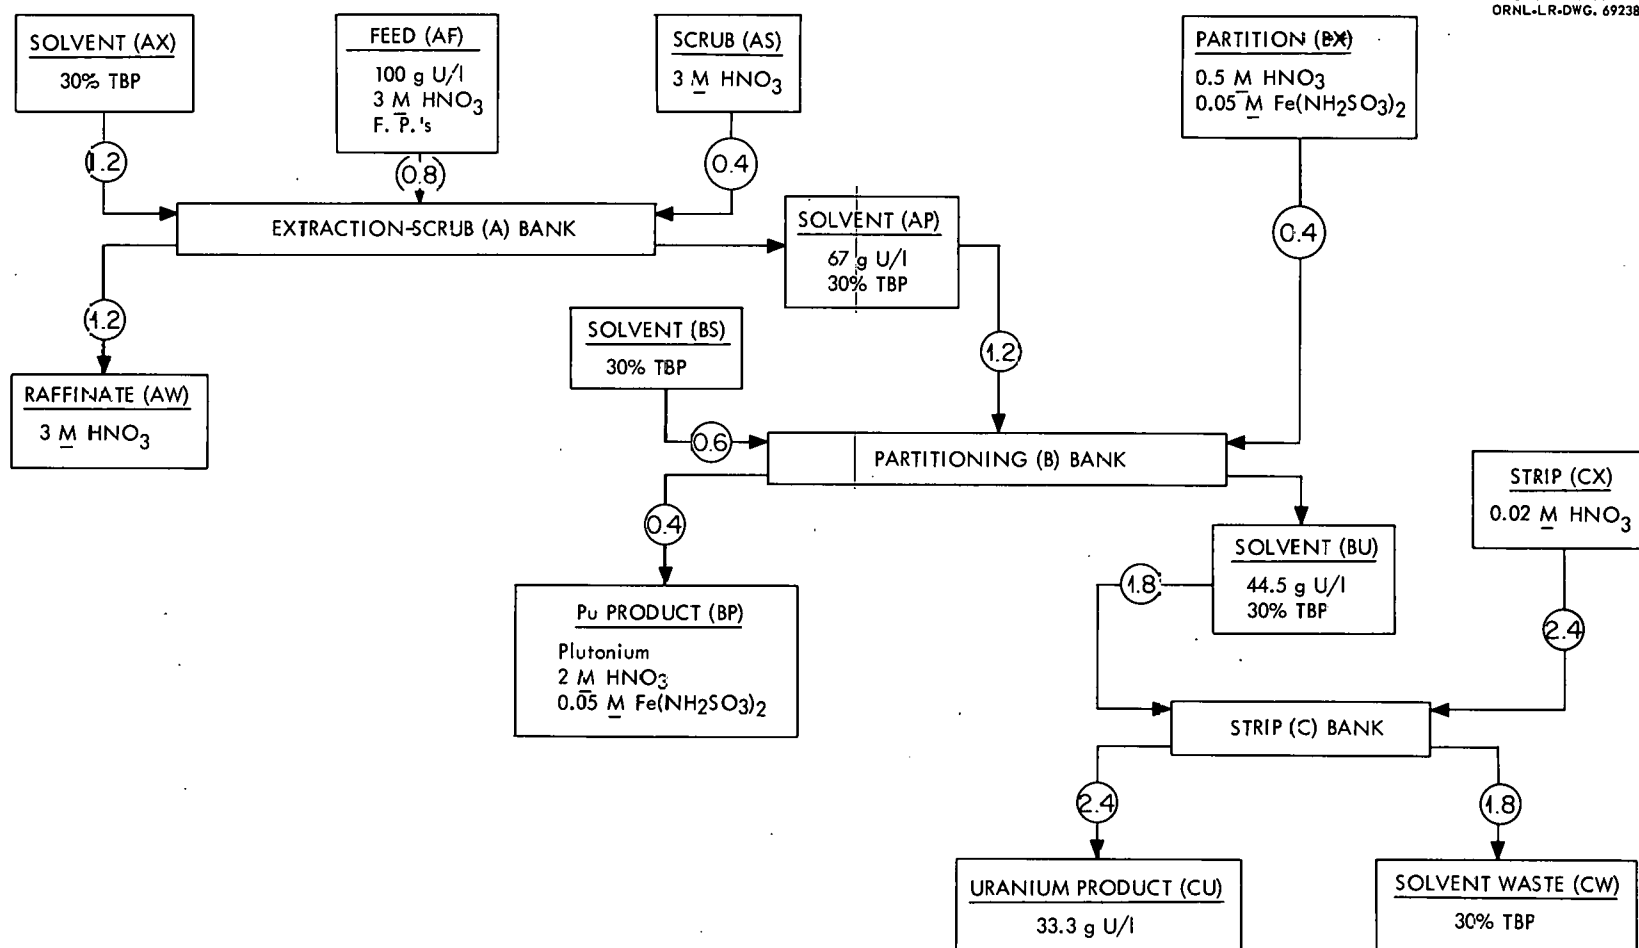 ORNL-LR-DWG. 69238
SOLVENT (AX)
30% TBP
FEED (AF)
100 g U/l
3 M HNO3
F. P.'s
SCRUB (AS)
3 M HNO3
PARTITION (BX)
0.5 M HNO3
0.05 M Fe(NH2SO3)2
1.2
(0.8)
0.4
EXTRACTION-SCRUB (A) BANK
SOLVENT (AP)
67 g U/l
30% TBP
0.4
1.2
SOLVENT (BS)
30% TBP
1.2
RAFFINATE (AW)
3 M HNO3
0.6
PARTITIONING (B) BANK
STRIP (CX)
0.02 M HNO3
0.4
SOLVENT (BU)
44.5 g U/l
30% TBP
1.8
2.4
Pu PRODUCT (BP)
Plutonium
2 M HNO3
0.05 M Fe(NH2SO3)2
STRIP (C) BANK
2.4
1.8
URANIUM PRODUCT (CU)
33.3 g U/l
SOLVENT WASTE (CW)
30% TBP